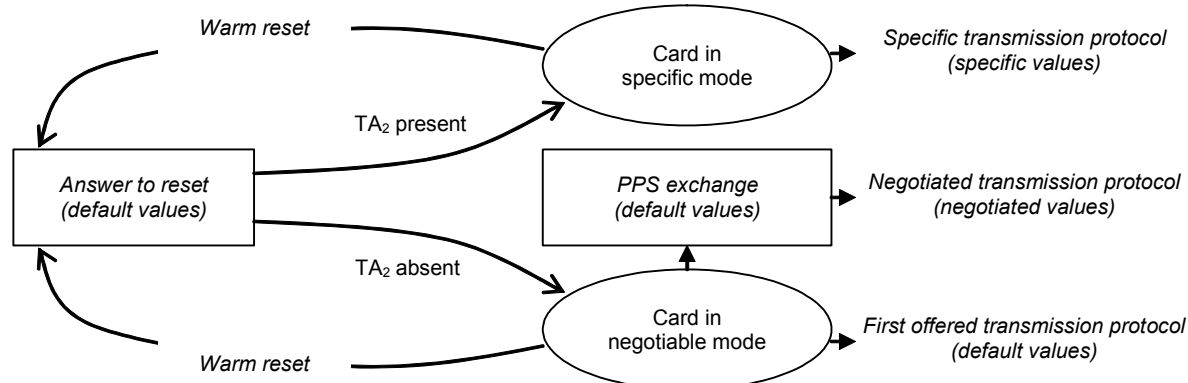 Warm reset
Card in
specific mode
Specific transmission protocol
(specific values)
TA₂ present
Answer to reset
(default values)
PPS exchange
(default values)
Negotiated transmission protocol
(negotiated values)
TA₂ absent
Card in
negotiable mode
First offered transmission protocol
(default values)
Warm reset